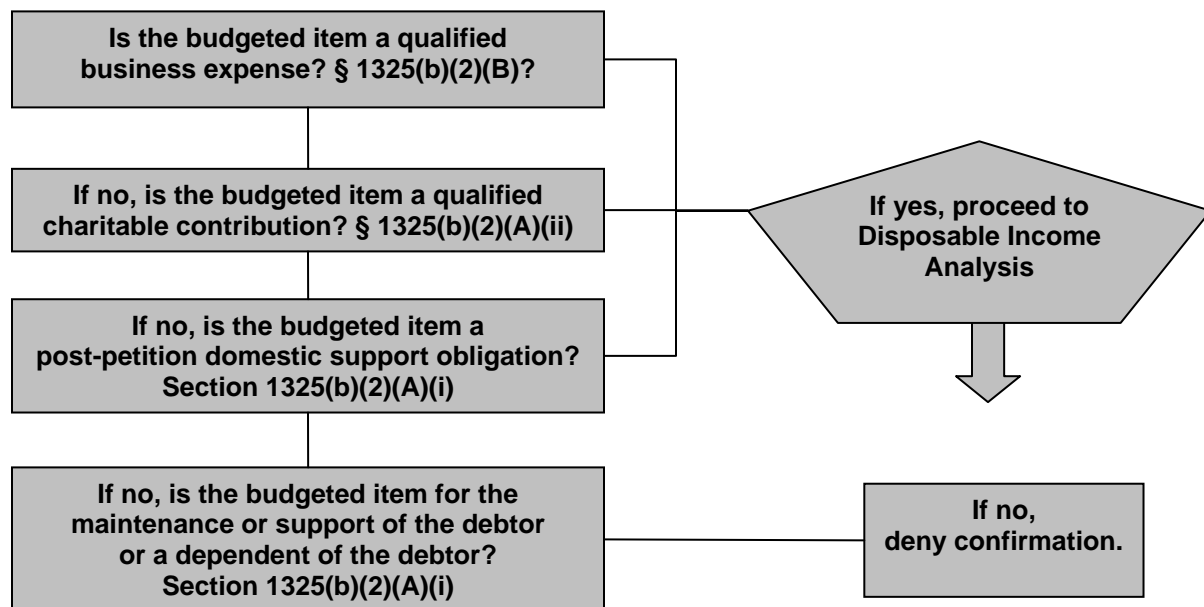 Is the budgeted item a qualified
business expense? § 1325(b)(2)(B)?
If no, is the budgeted item a qualified
charitable contribution? § 1325(b)(2)(A)(ii)
If yes, proceed to
Disposable Income
Analysis
If no, is the budgeted item a
post-petition domestic support obligation?
Section 1325(b)(2)(A)(i)
If no, is the budgeted item for the
maintenance or support of the debtor
or a dependent of the debtor?
Section 1325(b)(2)(A)(i)
If no,
deny confirmation.